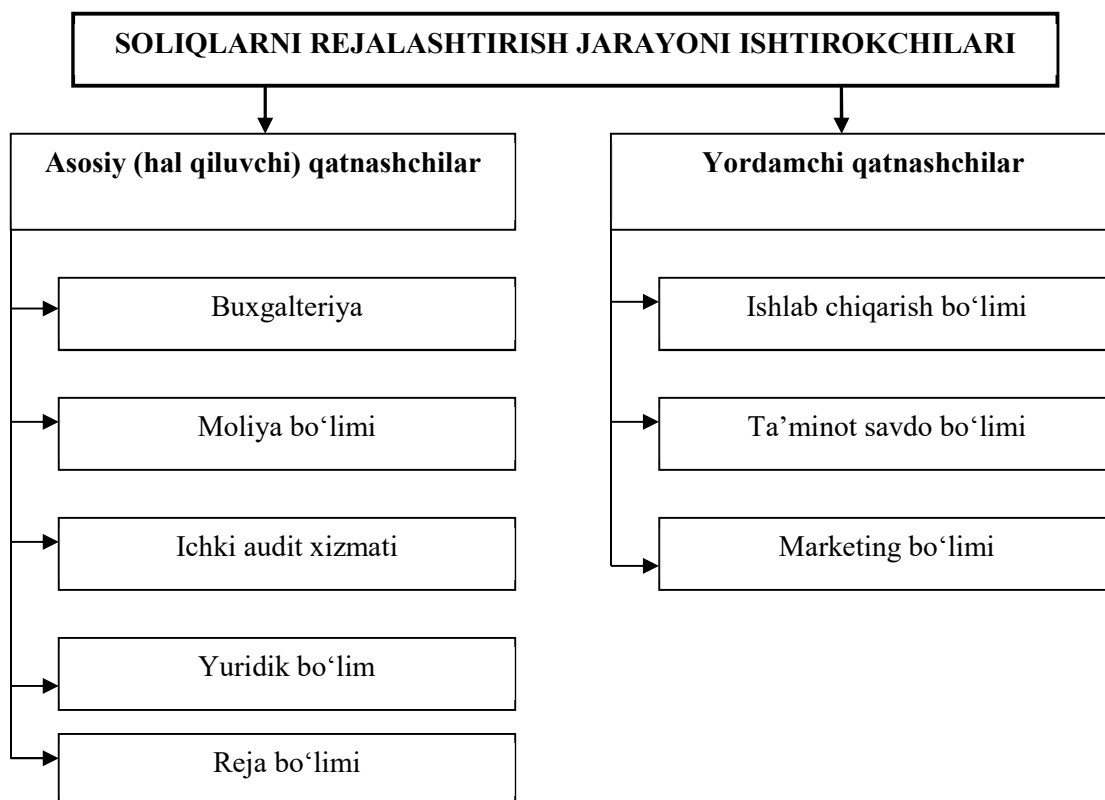 SOLIQLARNI REJALASHTIRISH JARAYONI ISHTIROKCHILARI
Asosiy (hal qiluvchi) qatnashchilar
Buxgalteriya
Moliya bo‘limi
Ichki audit xizmati
Yuridik bo‘lim
Reja bo‘limi
Yordamchi qatnashchilar
Ishlab chiqarish bo‘limi
Ta’minot savdo bo‘limi
Marketing bo‘limi